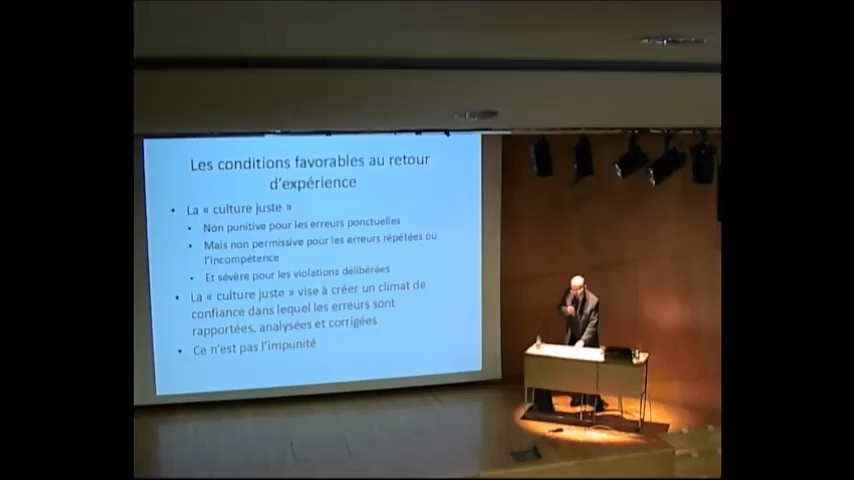 Les conditions favorables au retour
d'expérience
• La « culture juste »
• Non punitive pour les erreurs ponctuelles
• Mais non permissive pour les erreurs répétées ou
l'incompétence
• Et sévère pour les violations délibérées
• La « culture juste » vise à créer un climat de
confiance dans lequel les erreurs sont
rapportées, analysées et corrigées
• Ce n'est pas l'impunité